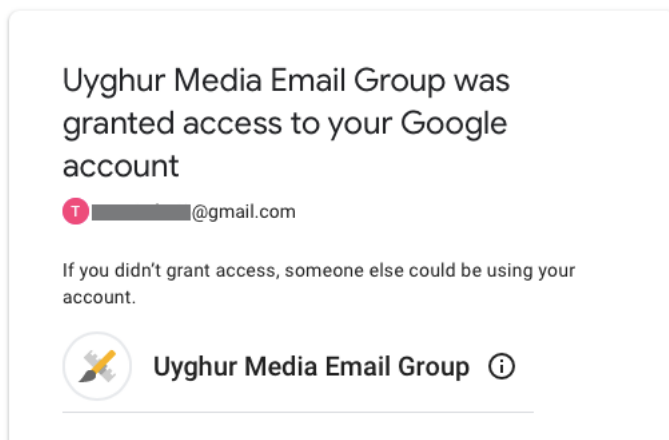 Uyghur Media Email Group was
granted access to your Google
account
T @gmail.com
If you didn’t grant access, someone else could be using your
account.
Uyghur Media Email Group